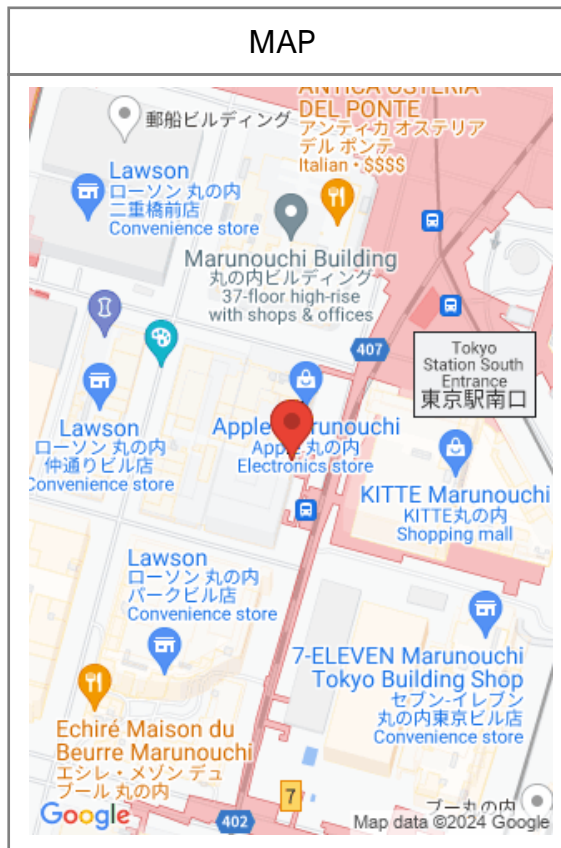 MAP
ANTICA OSTERIA
DEL PONTE
アンティカ オステリア
デル ポンテ
Italian・$$$$
郵船ビルディング
Lawson
ローソン 丸の内
二重橋前店
Convenience store
Marunouchi Building
丸の内ビルディング
37-floor high-rise
with shops & offices
407
Tokyo
Station South
Entrance
東京駅南口
Apple Marunouchi
Apple 丸の内
Electronics store
Lawson
ローソン 丸の内
仲通りビル店
Convenience store
KITTE Marunouchi
KITTE丸の内
Shopping mall
Lawson
ローソン 丸の内
パークビル店
Convenience store
7-ELEVEN Marunouchi
Tokyo Building Shop
セブン-イレブン
丸の内東京ビル店
Convenience store
Echiré Maison du
Beurre Marunouchi
エシレ・メゾン デュ
ブール 丸の内
7
ブー丸の内
Google
402
Map data ©2024 Google